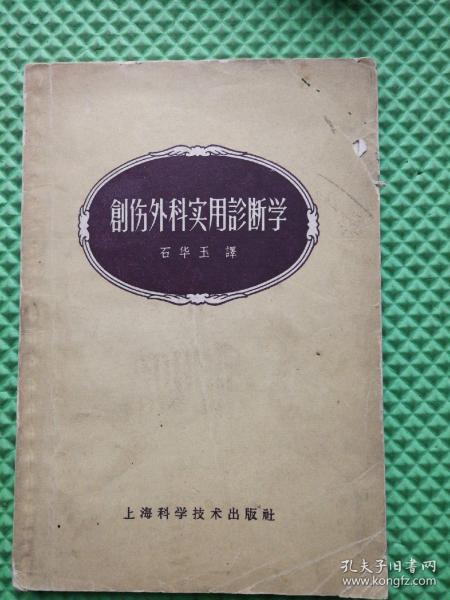 創伤外科实用診断学
石华玉 譯
上海科学技术出版社
孔夫子旧书网
www.kongfz.com